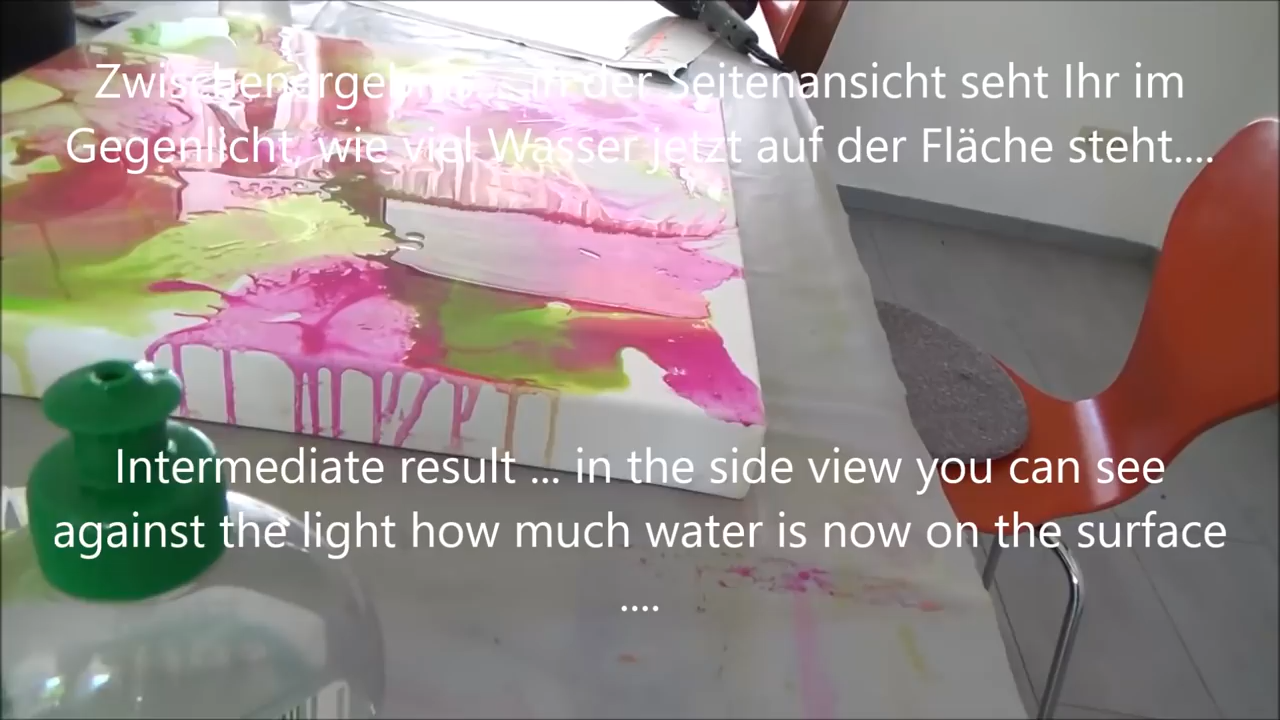 Zwischenergebnis ... in der Seitenansicht seht Ihr im
Gegenlicht, wie viel Wasser jetzt auf der Fläche steht....
Intermediate result ... in the side view you can see
against the light how much water is now on the surface
....